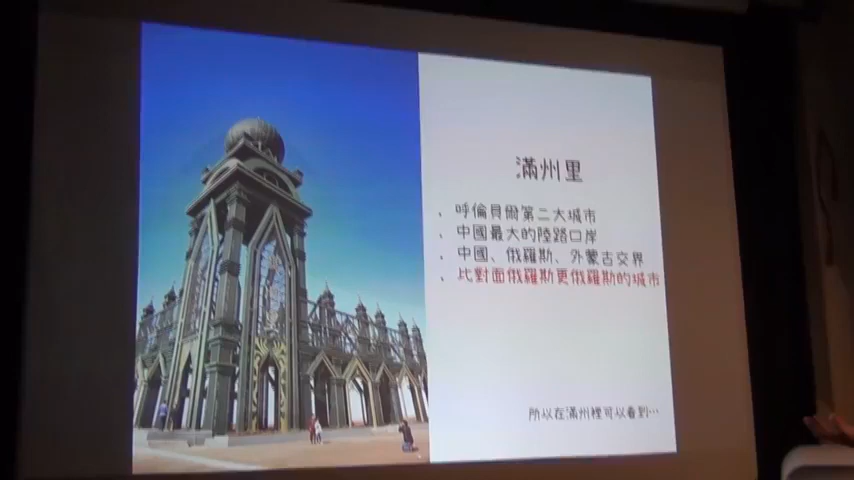 滿州里
、呼倫貝爾第二大城市
、中國最大的陸路口岸
、中國、俄羅斯、外蒙古交界
、比對面俄羅斯更俄羅斯的城市
所以在滿州裡可以看到…